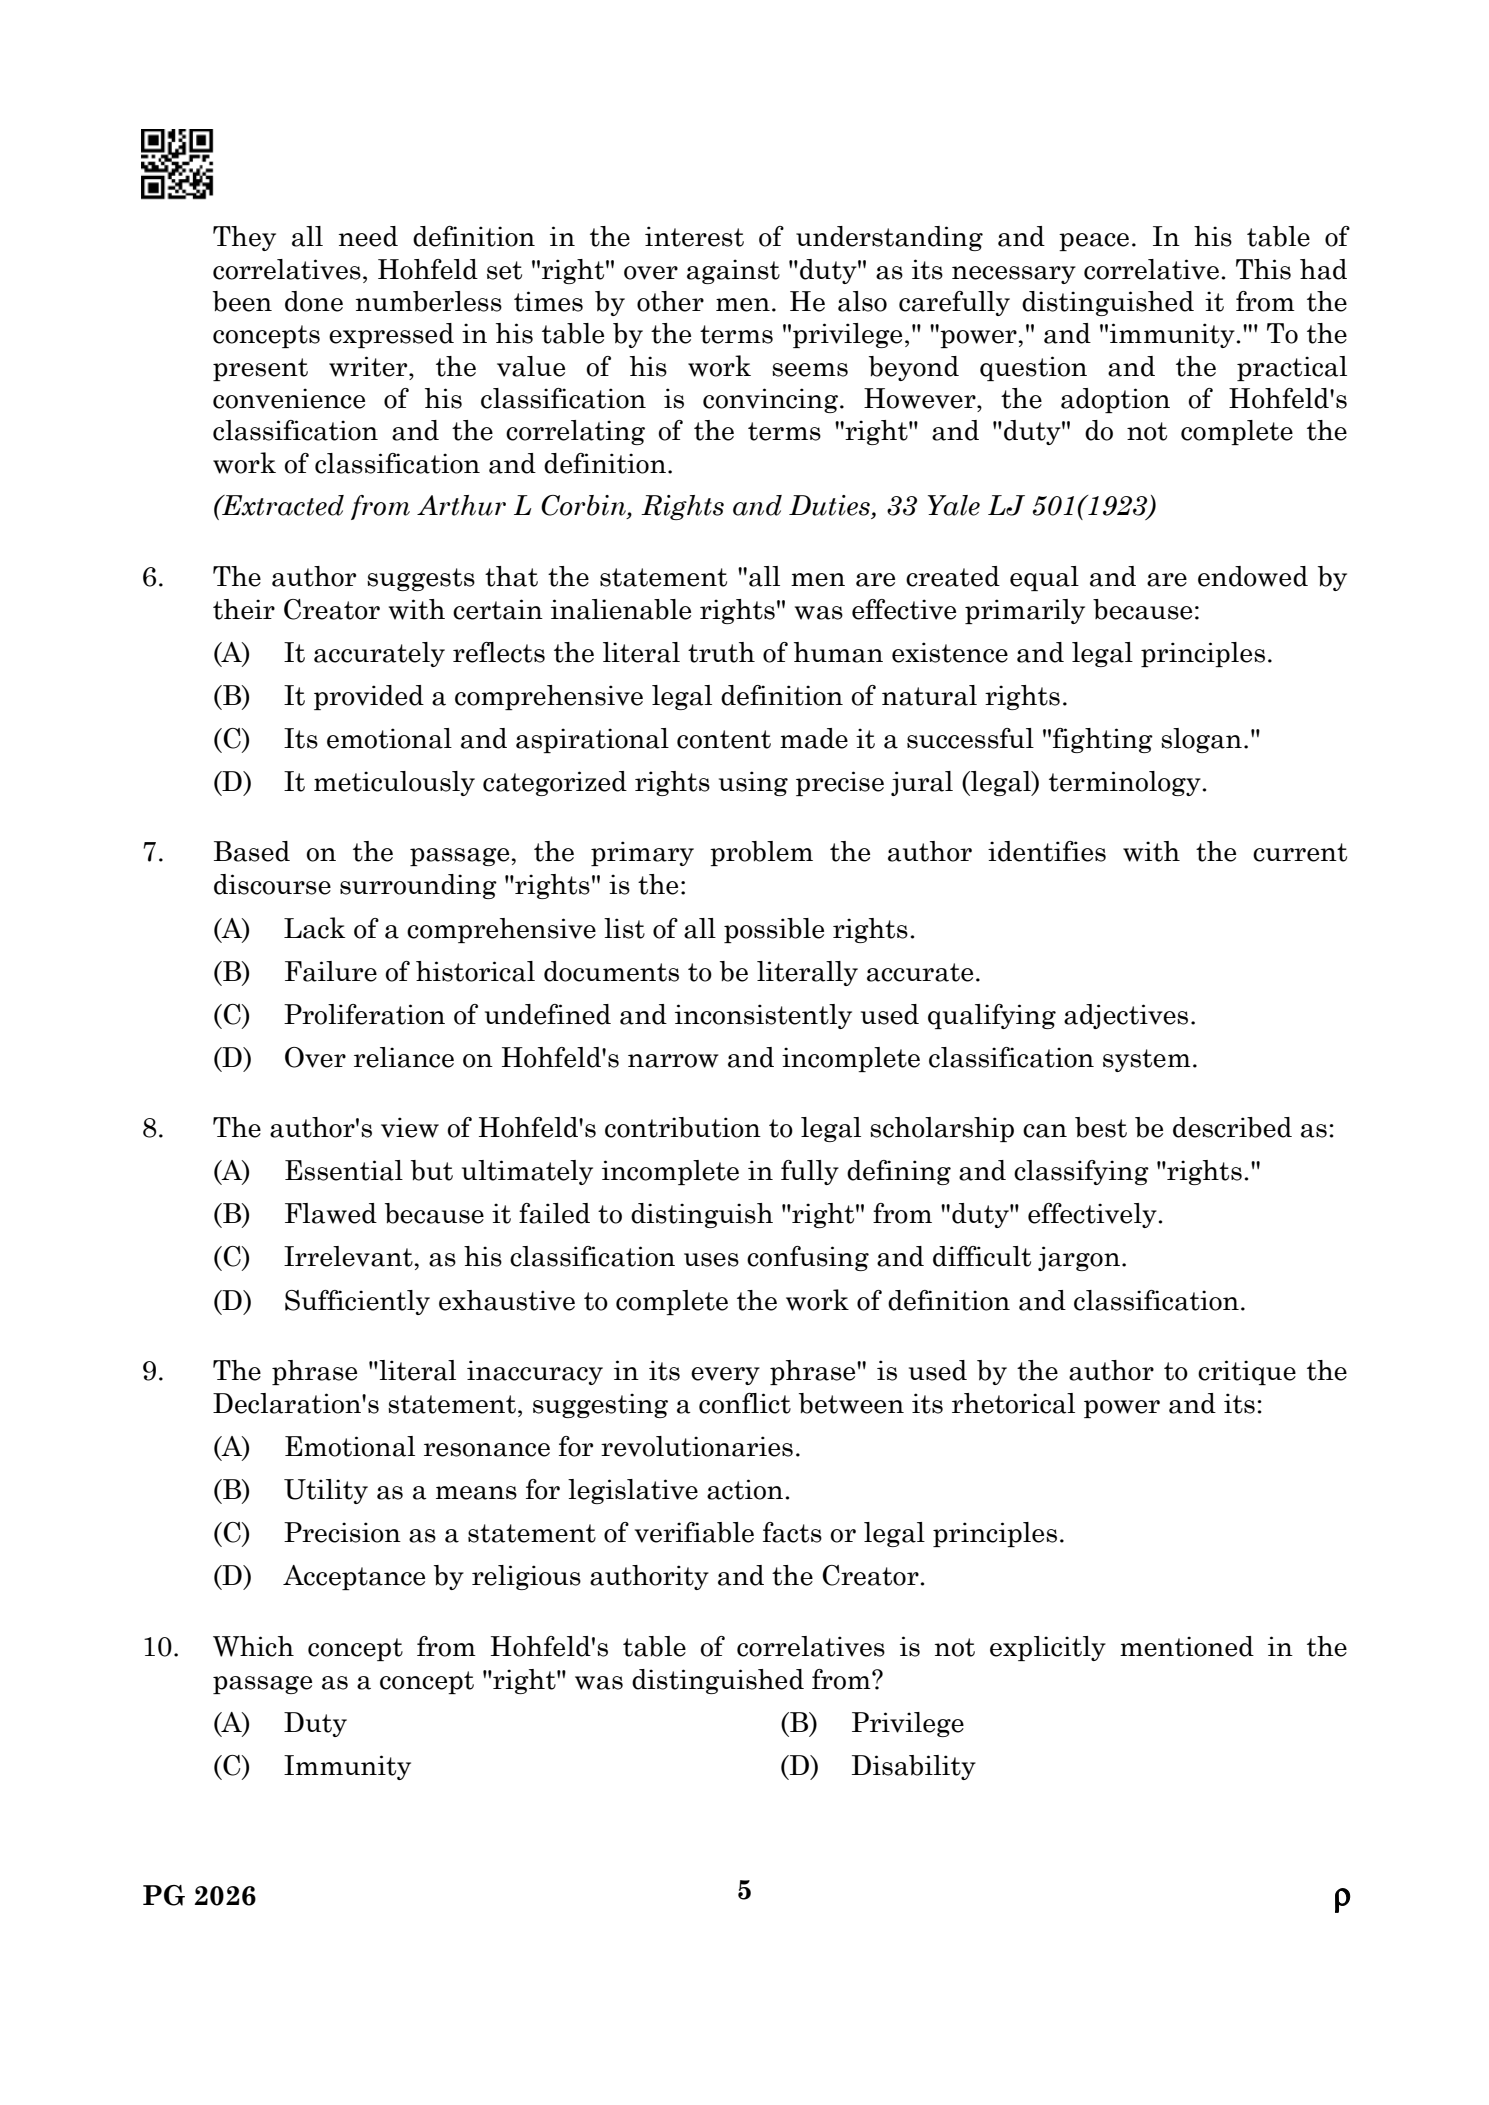 They all need definition in the interest of understanding and peace. In his table of
correlatives, Hohfeld set "right" over against "duty" as its necessary correlative. This had
been done numberless times by other men. He also carefully distinguished it from the
concepts expressed in his table by the terms "privilege," "power," and "immunity."' To the
present writer, the value of his work seems beyond question and the practical
convenience of his classification is convincing. However, the adoption of Hohfeld's
classification and the correlating of the terms "right" and "duty" do not complete the
work of classification and definition.
(Extracted from Arthur L Corbin, Rights and Duties, 33 Yale LJ 501(1923)
6. The author suggests that the statement "all men are created equal and are endowed by
their Creator with certain inalienable rights" was effective primarily because:
(A) It accurately reflects the literal truth of human existence and legal principles.
(B) It provided a comprehensive legal definition of natural rights.
(C) Its emotional and aspirational content made it a successful "fighting slogan."
(D) It meticulously categorized rights using precise jural (legal) terminology.
7. Based on the passage, the primary problem the author identifies with the current
discourse surrounding "rights" is the:
(A) Lack of a comprehensive list of all possible rights.
(B) Failure of historical documents to be literally accurate.
(C) Proliferation of undefined and inconsistently used qualifying adjectives.
(D) Over reliance on Hohfeld's narrow and incomplete classification system.
8. The author's view of Hohfeld's contribution to legal scholarship can best be described as:
(A) Essential but ultimately incomplete in fully defining and classifying "rights."
(B) Flawed because it failed to distinguish "right" from "duty" effectively.
(C) Irrelevant, as his classification uses confusing and difficult jargon.
(D) Sufficiently exhaustive to complete the work of definition and classification.
9. The phrase "literal inaccuracy in its every phrase" is used by the author to critique the
Declaration's statement, suggesting a conflict between its rhetorical power and its:
(A) Emotional resonance for revolutionaries.
(B) Utility as a means for legislative action.
(C) Precision as a statement of verifiable facts or legal principles.
(D) Acceptance by religious authority and the Creator.
10. Which concept from Hohfeld's table of correlatives is not explicitly mentioned in the
passage as a concept "right" was distinguished from?
(A) Duty (B) Privilege
(C) Immunity (D) Disability
PG 2026 5 ρ